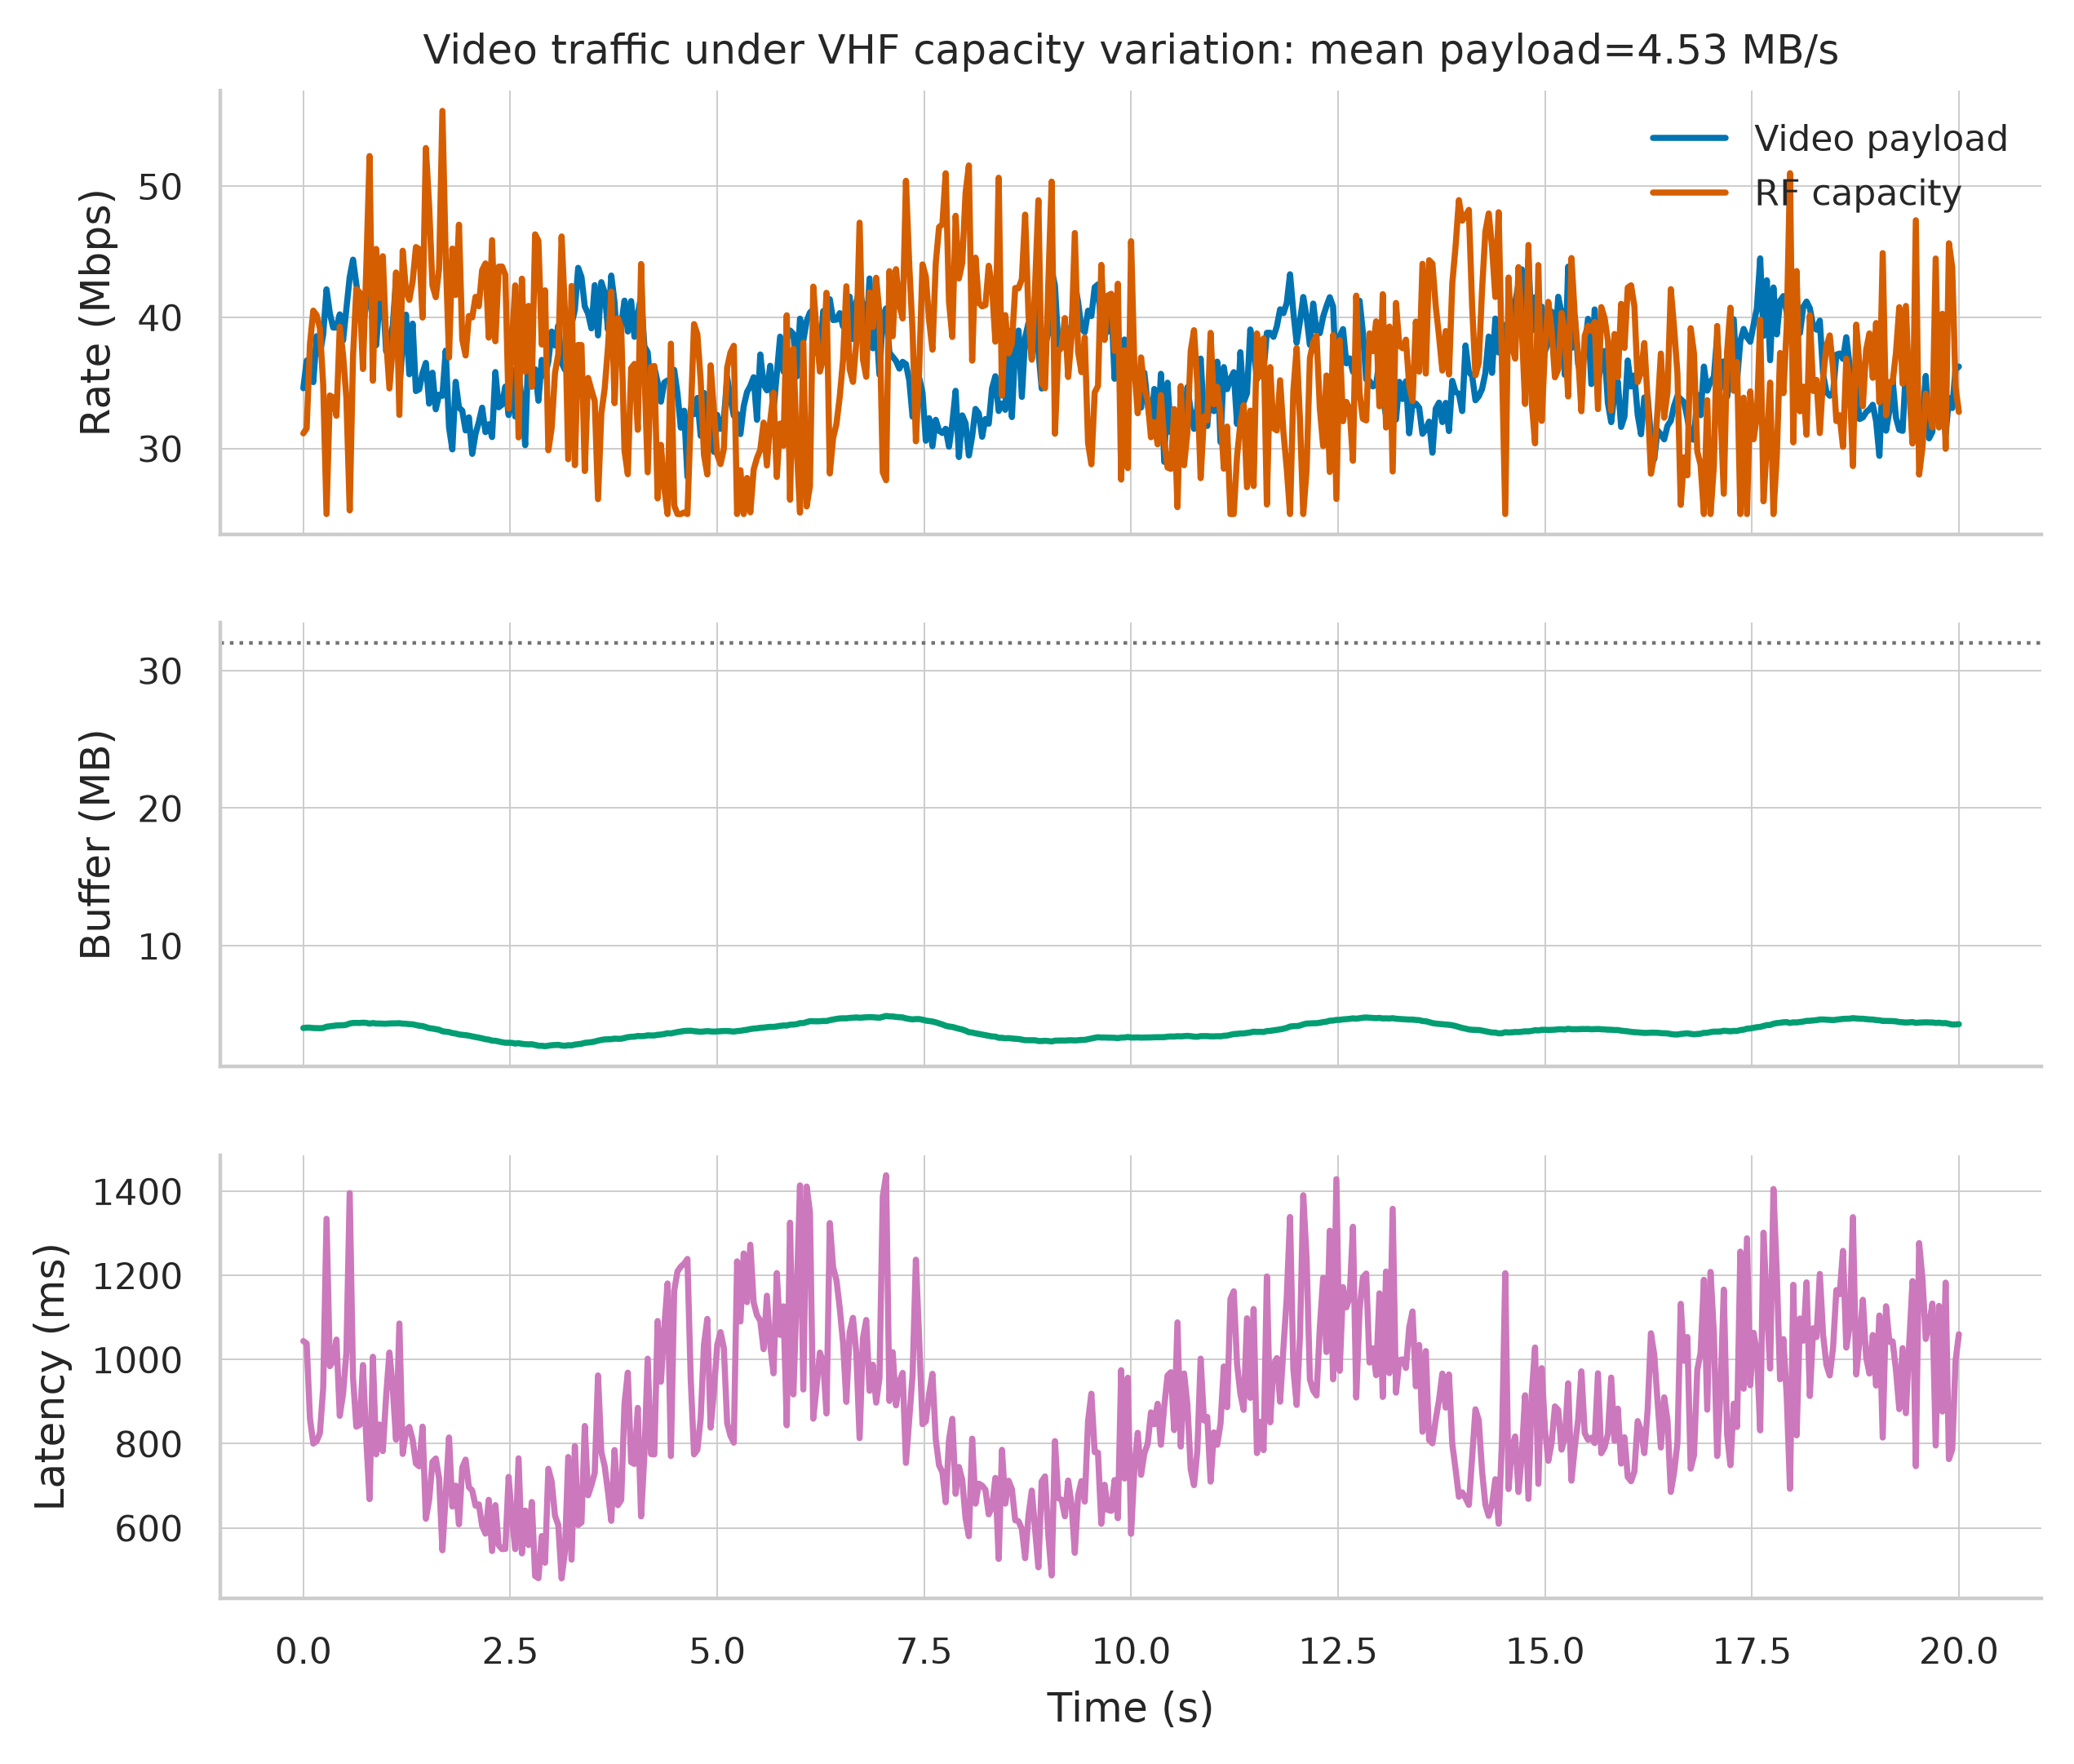 Video traffic under VHF capacity variation: mean payload=4.53 MB/s
Rate (Mbps)
50
40
30
Video payload
RF capacity
Buffer (MB)
30
20
10
Latency (ms)
1400
1200
1000
800
600
0.0 2.5 5.0 7.5 10.0 12.5 15.0 17.5 20.0
Time (s)